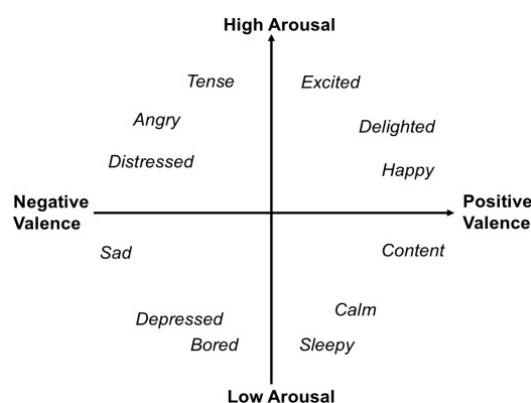 High Arousal
Tense
Excited
Angry
Delighted
Distressed
Happy
Negative
Valence
Positive
Valence
Sad
Content
Calm
Depressed
Bored
Sleepy
Low Arousal